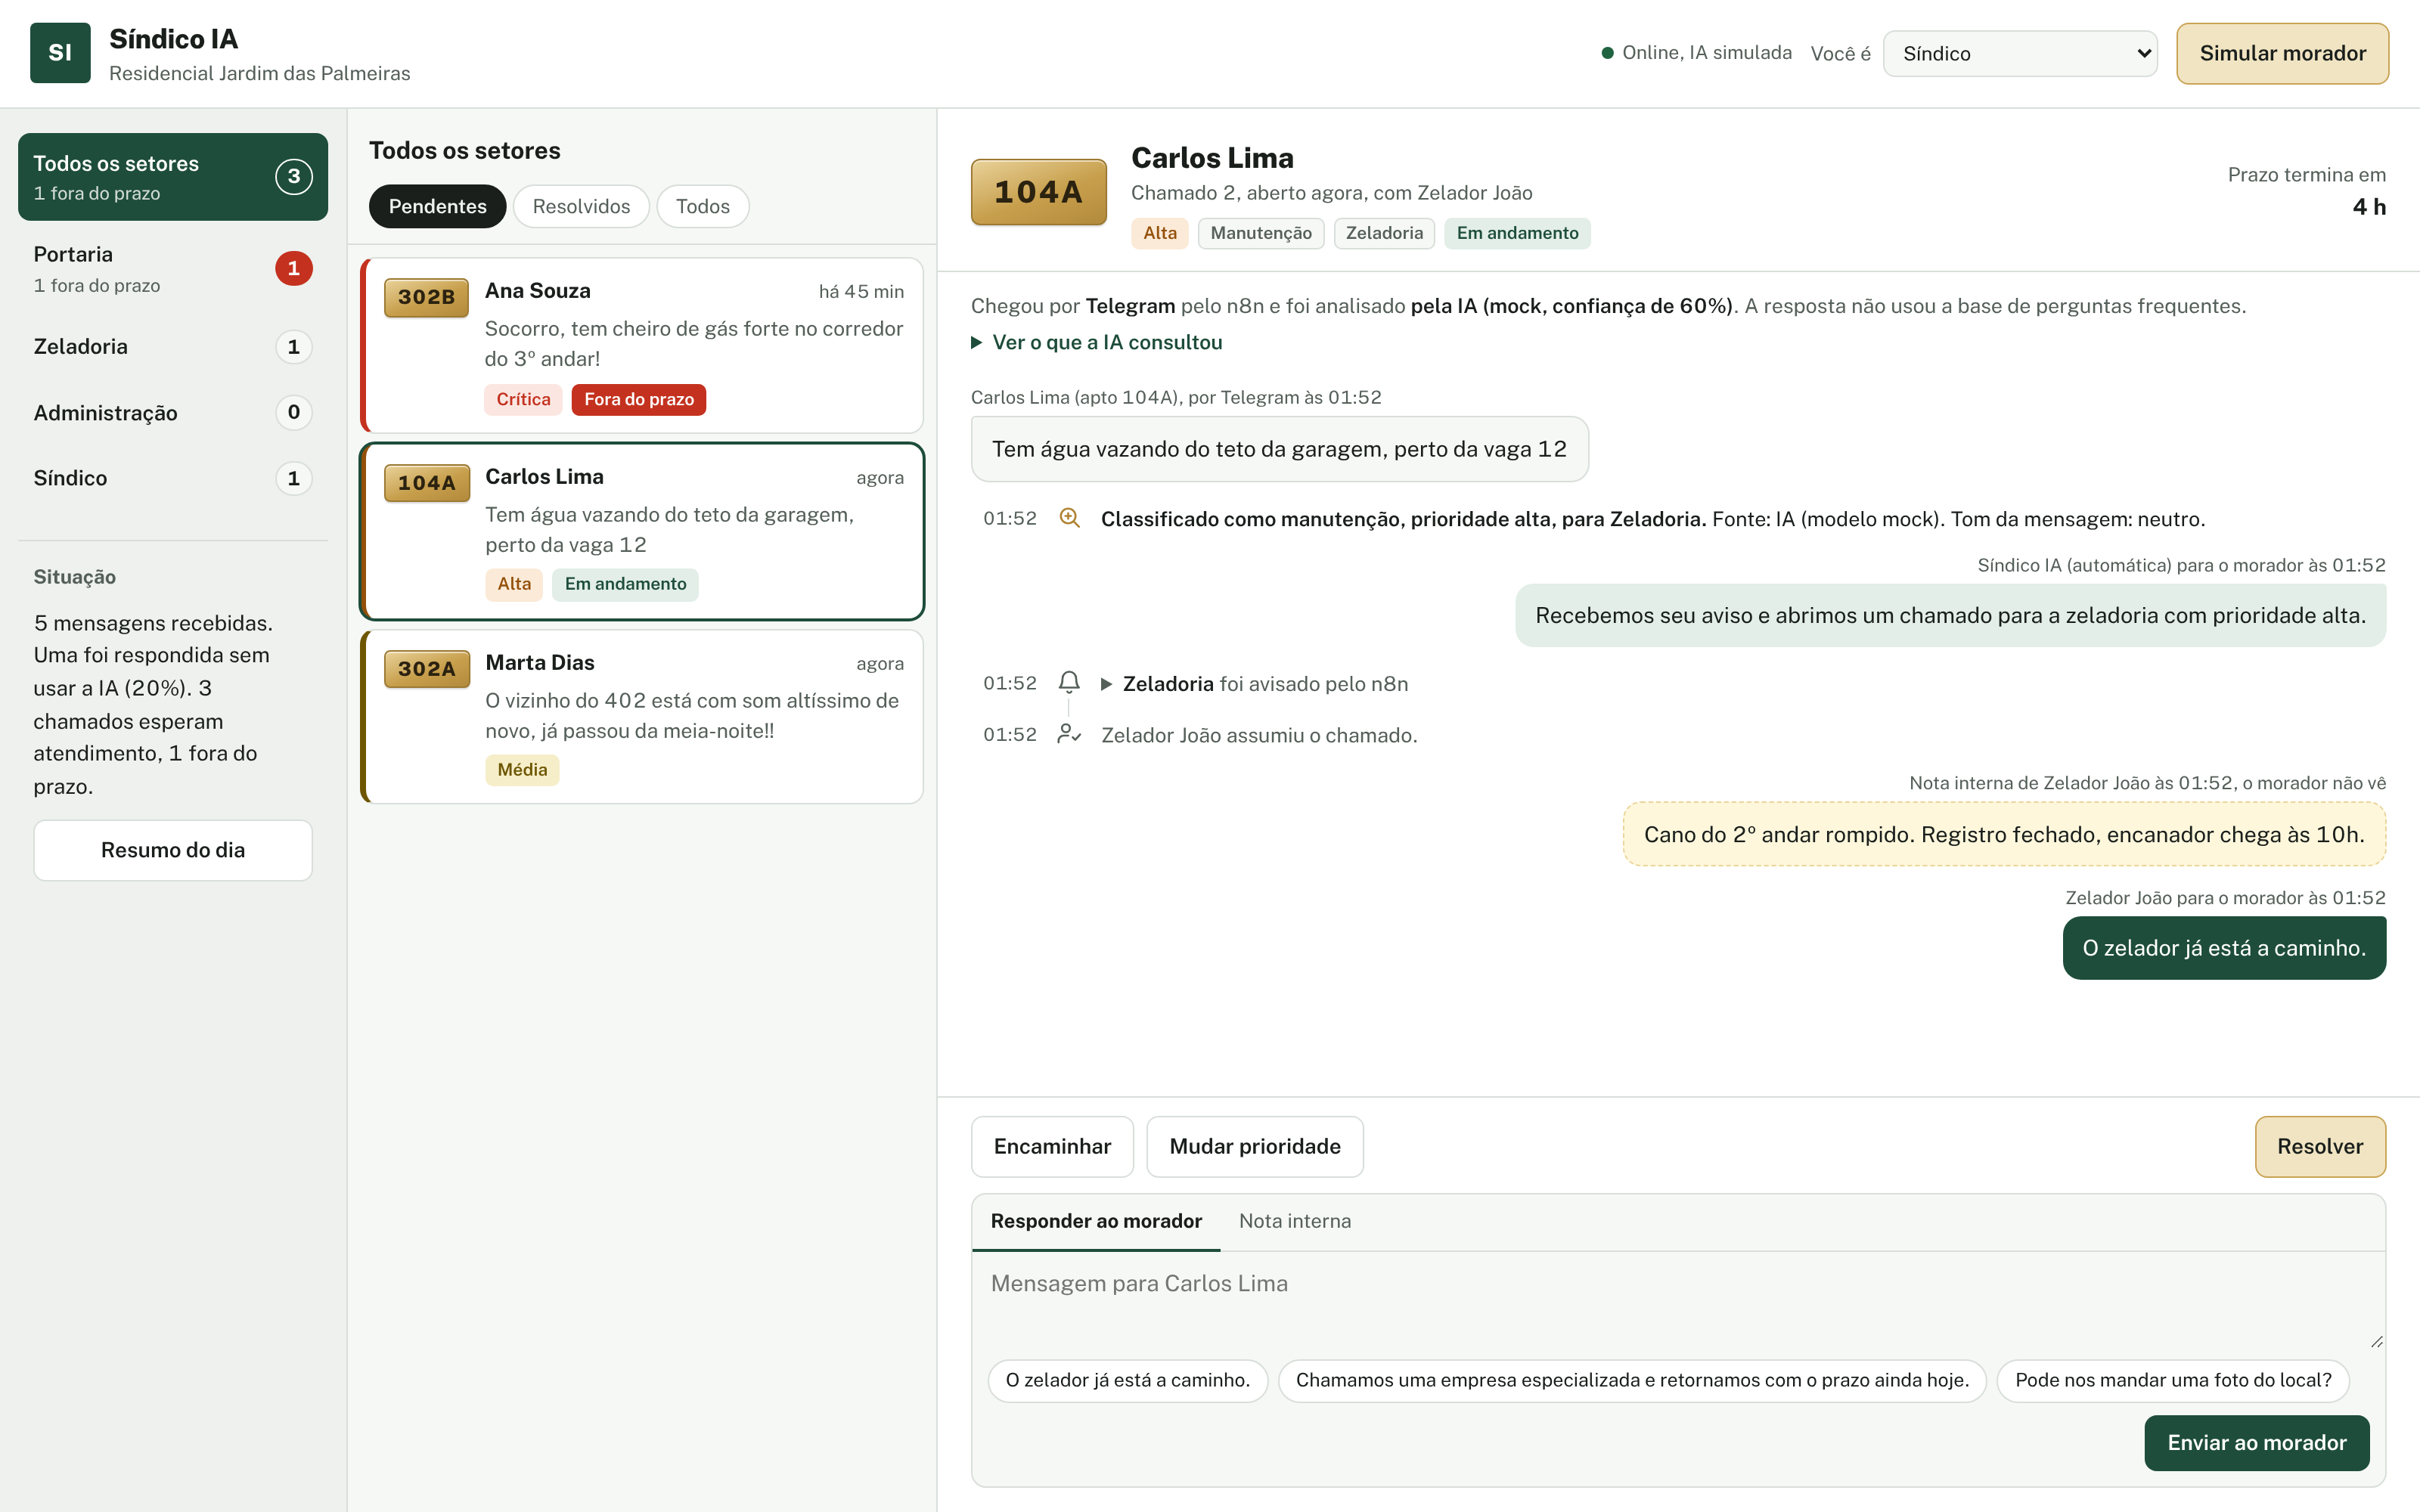 SI
Síndico IA
Residencial Jardim das Palmeiras
Online, IA simulada
Você é
Síndico
Simular morador
Todos os setores
1 fora do prazo
3
Portaria
1 fora do prazo
1
Zeladoria
1
Administração
0
Síndico
1
Situação
5 mensagens recebidas.
Uma foi respondida sem
usar a IA (20%). 3
chamados esperam
atendimento, 1 fora do
prazo.
Resumo do dia
Todos os setores
Pendentes
Resolvidos
Todos
302B
Ana Souza
há 45 min
Socorro, tem cheiro de gás forte no corredor
do 3º andar!
Crítica
Fora do prazo
104A
Carlos Lima
agora
Tem água vazando do teto da garagem,
perto da vaga 12
Alta
Em andamento
302A
Marta Dias
agora
O vizinho do 402 está com som altíssimo de
novo, já passou da meia-noite!!
Média
104A
Carlos Lima
Chamado 2, aberto agora, com Zelador João
Alta
Manutenção
Zeladoria
Em andamento
Prazo termina em
4 h
Chegou por Telegram pelo n8n e foi analisado pela IA (mock, confiança de 60%). A resposta não usou a base de perguntas frequentes.
Ver o que a IA consultou
Carlos Lima (apto 104A), por Telegram às 01:52
Tem água vazando do teto da garagem, perto da vaga 12
01:52 Classificado como manutenção, prioridade alta, para Zeladoria. Fonte: IA (modelo mock). Tom da mensagem: neutro.
Síndico IA (automática) para o morador às 01:52
Recebemos seu aviso e abrimos um chamado para a zeladoria com prioridade alta.
01:52 Zeladoria foi avisado pelo n8n
01:52 Zelador João assumiu o chamado.
Nota interna de Zelador João às 01:52, o morador não vê
Cano do 2º andar rompido. Registro fechado, encanador chega às 10h.
Zelador João para o morador às 01:52
O zelador já está a caminho.
Encaminhar
Mudar prioridade
Resolver
Responder ao morador
Nota interna
Mensagem para Carlos Lima
O zelador já está a caminho.
Chamamos uma empresa especializada e retornamos com o prazo ainda hoje.
Pode nos mandar uma foto do local?
Enviar ao morador